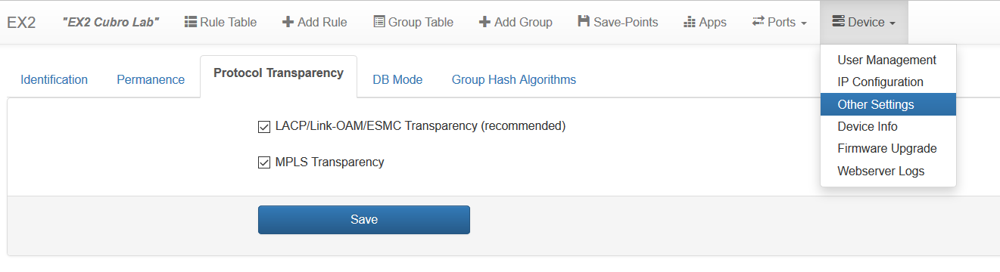 EX2 "EX2 Cubro Lab" Rule Table Add Rule Group Table Add Group Save-Points Apps Ports Device
User Management
IP Configuration
Other Settings
Device Info
Firmware Upgrade
Webserver Logs
Identification Permanence Protocol Transparency DB Mode Group Hash Algorithms
LACP/Link-OAM/ESMC Transparency (recommended)
MPLS Transparency
Save